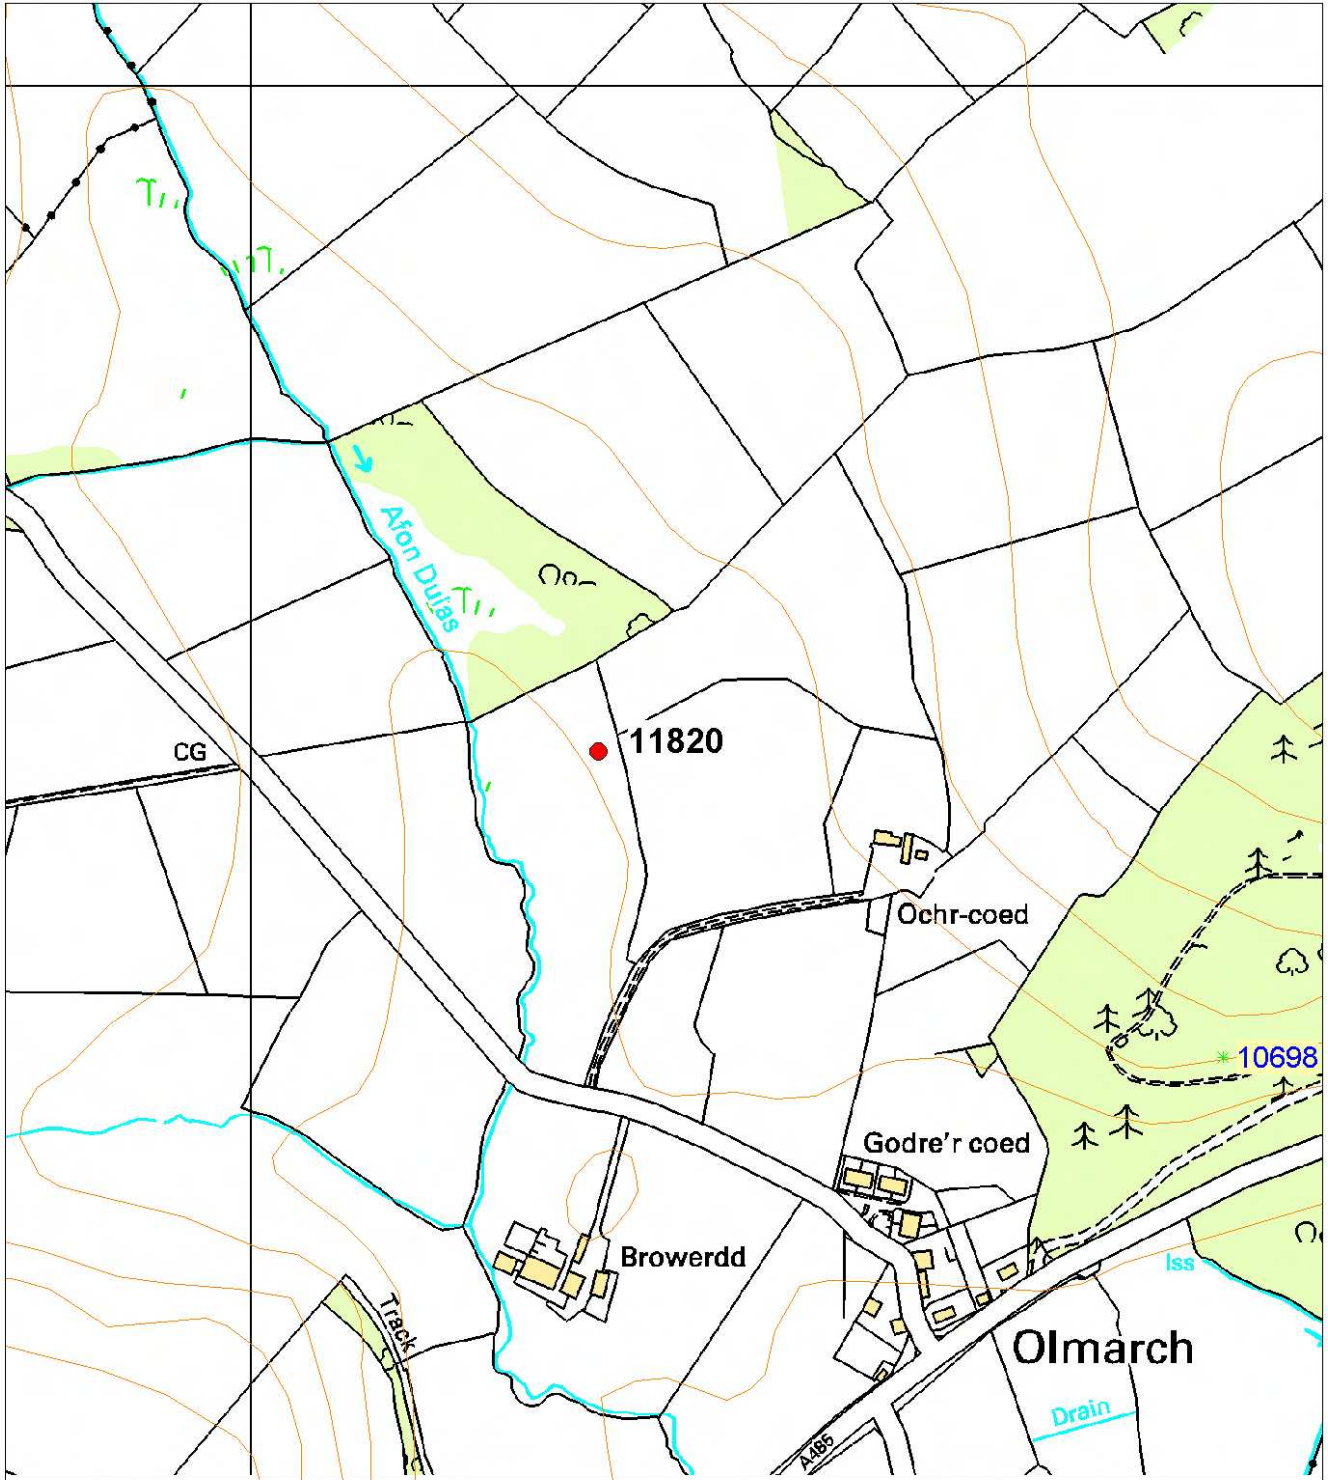 Afon Dulas
11820
CG
Ochr-coed
10698
Godre'r coed
Browerdd
Iss
Track
Olmarch
Drain
A485